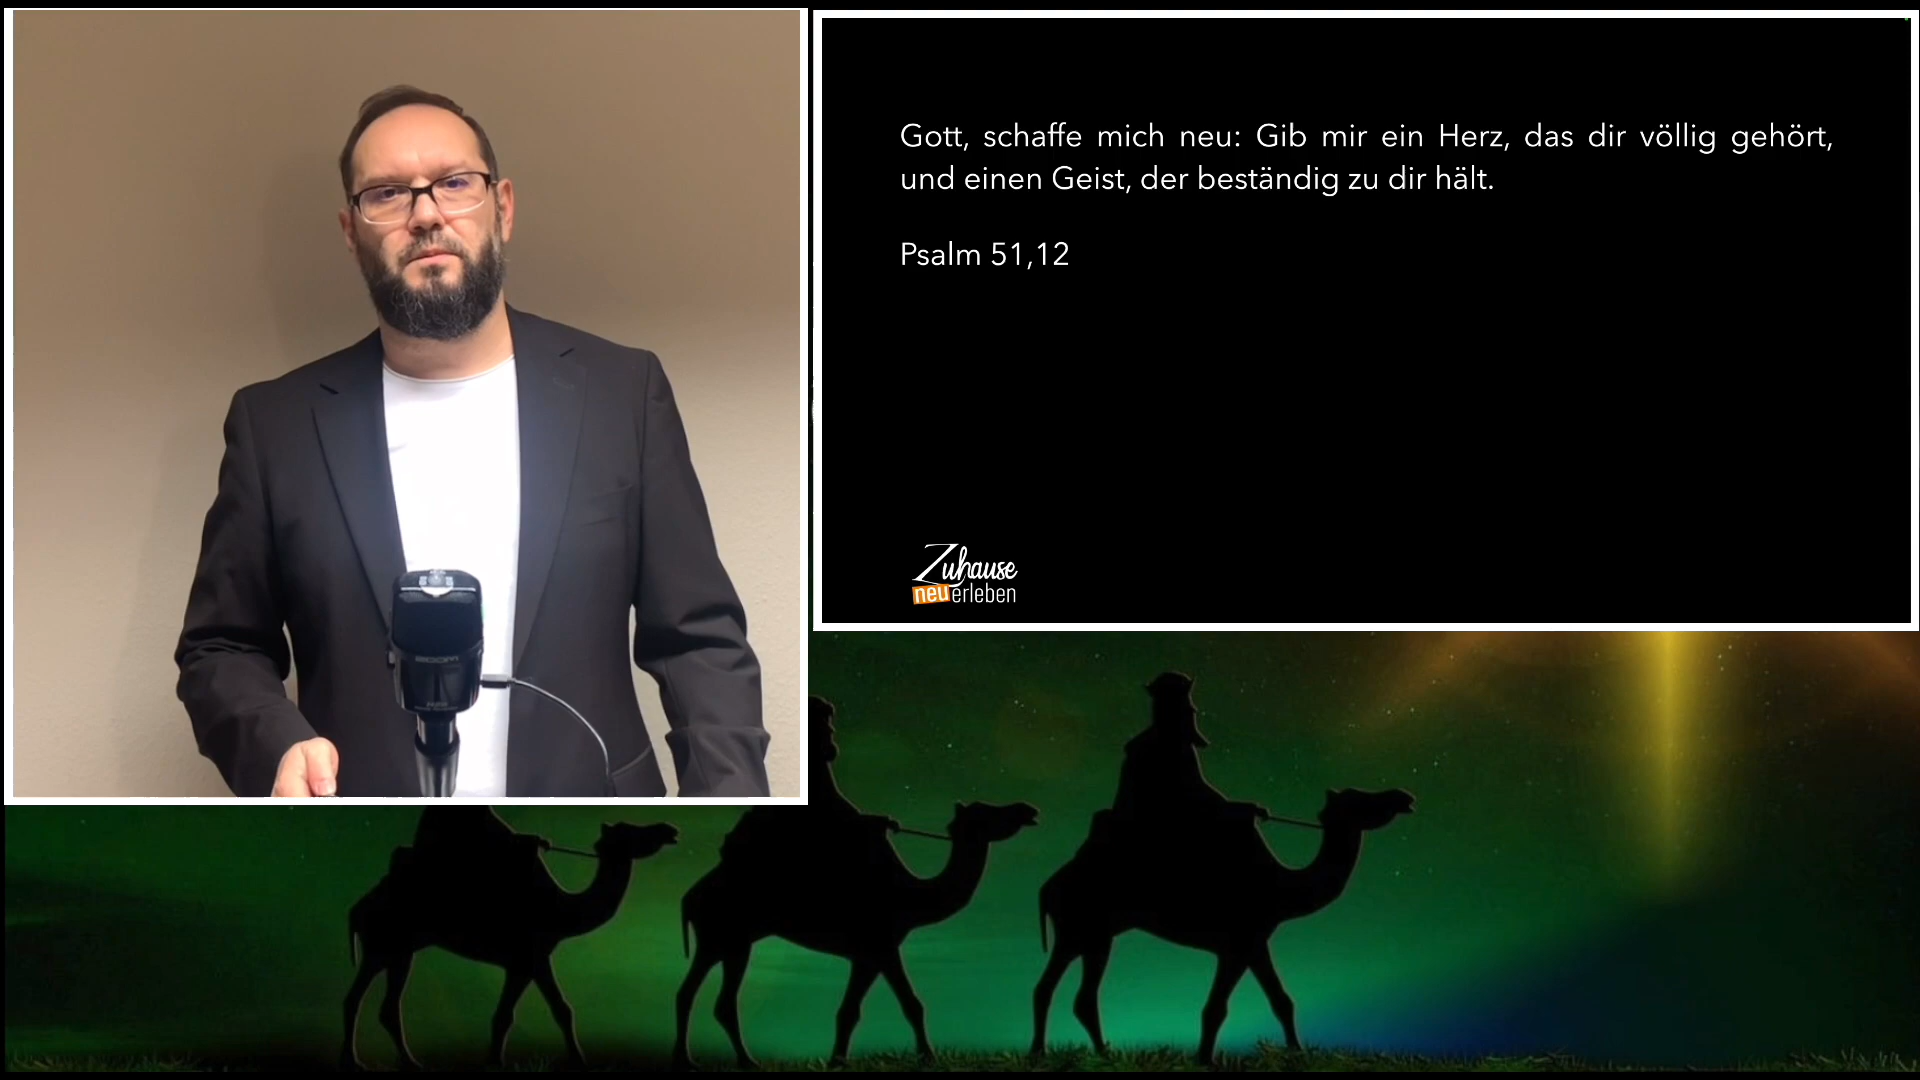 Gott, schaffe mich neu: Gib mir ein Herz, das dir völlig gehört,
und einen Geist, der beständig zu dir hält.
Psalm 51,12
Zuhause
neu erleben
zoom